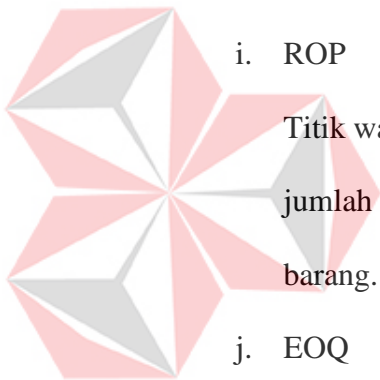 i. ROP
Titik wa
jumlah
barang.
j. EOQ